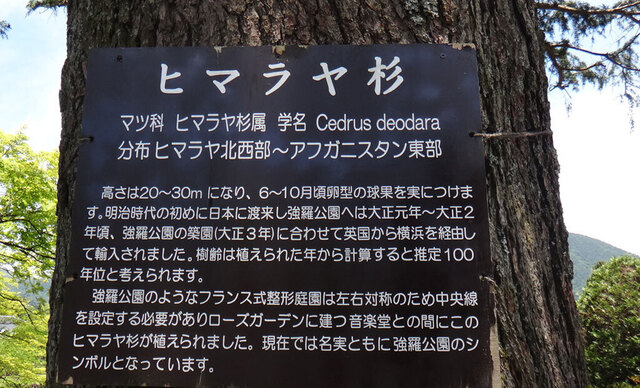 ヒマラヤ杉
マツ科 ヒマラヤ杉属 学名 Cedrus deodara
分布ヒマラヤ北西部～アフガニスタン東部
高さは20～30mになり、6～10月頃卵型の球果を実につけま
す。明治時代の初めに日本に渡来し強羅公園へは大正元年～大正2
年頃、強羅公園の築園(大正3年)に合わせて英国から横浜を経由し
て輸入されました。樹齢は植えられた年から計算すると推定100
年位と考えられます。
強羅公園のようなフランス式整形庭園は左右対称のため中央線
を設定する必要がありローズガーデンに建つ音楽堂との間にこの
ヒマラヤ杉が植えられました。現在では名実ともに強羅公園のシ
ンボルとなっています。